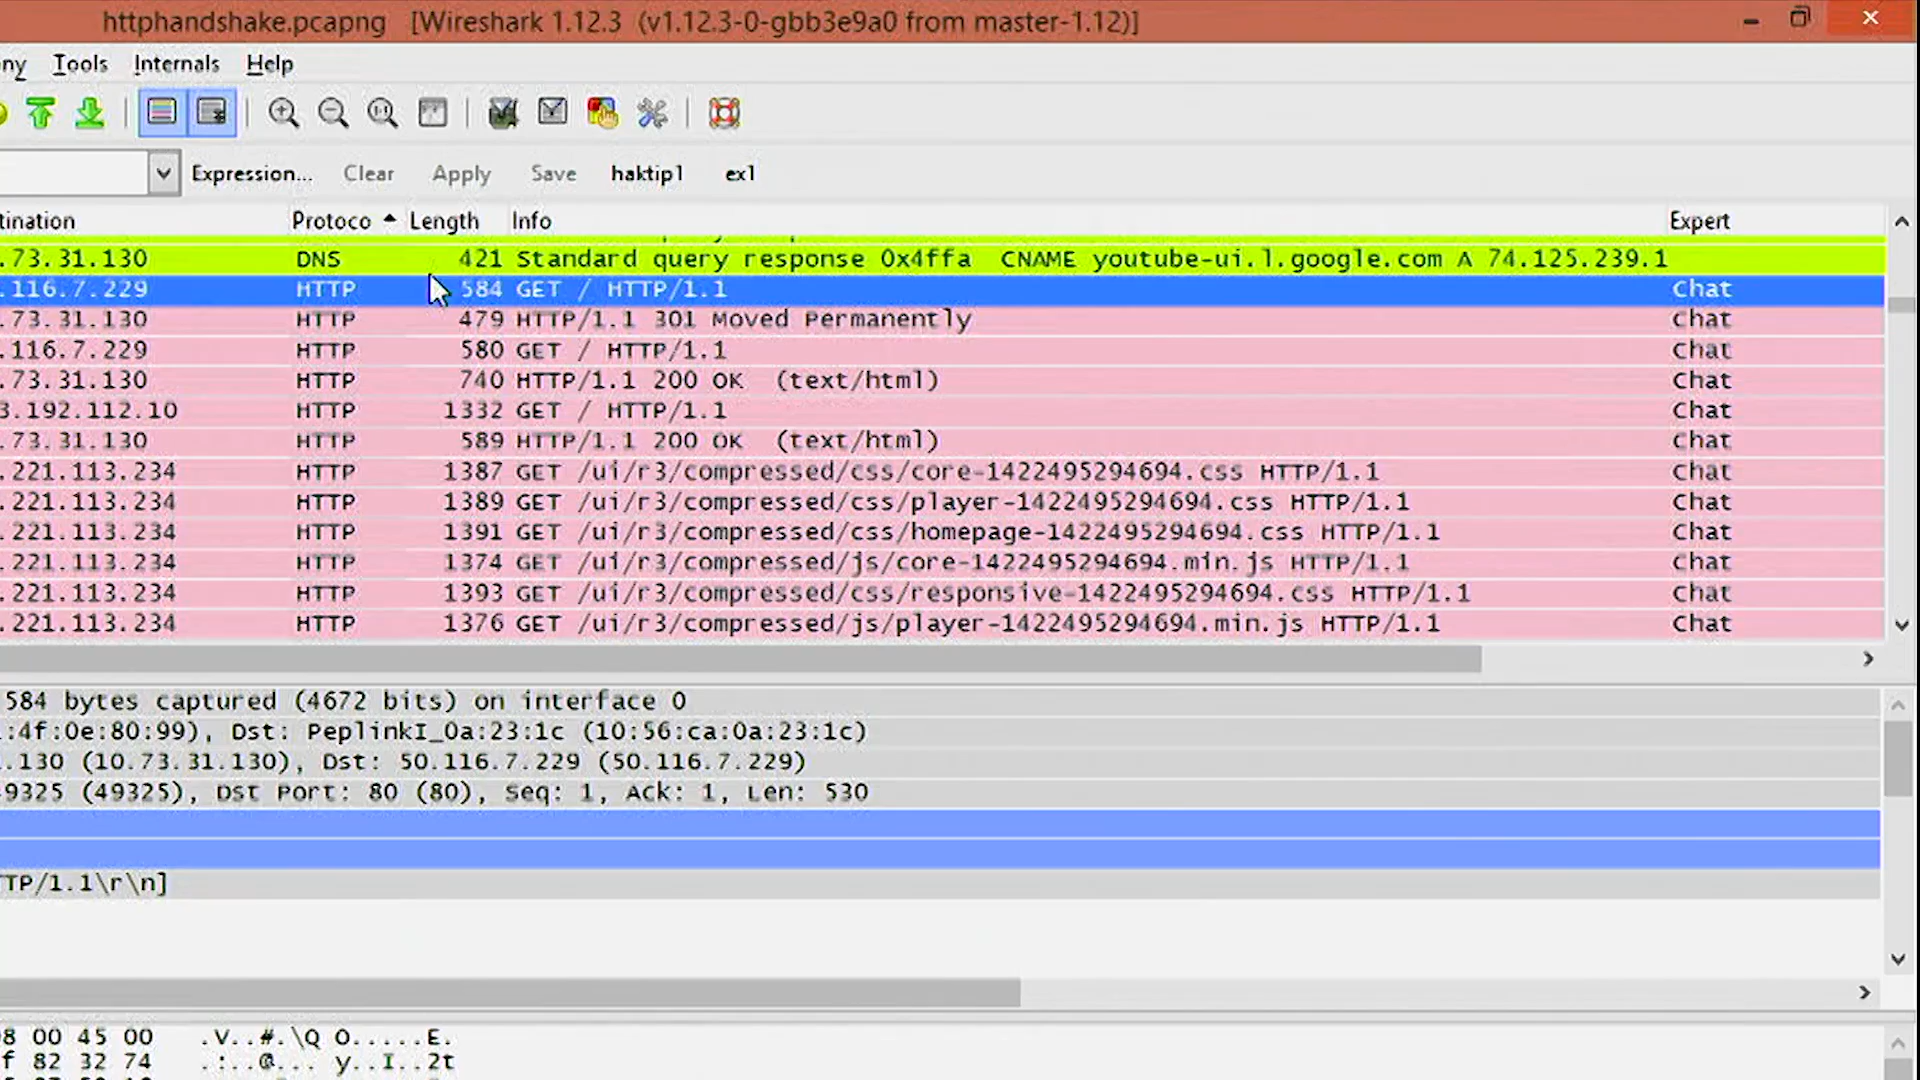 httphandshake.pcapng [Wireshark 1.12.3 (v1.12.3-0-gbb3e9a0 from master-1.12)]
ny Tools Internals Help
Expression... Clear Apply Save haktip1 ex1
tination Protoco Length Info Expert
.73.31.130 DNS 421 Standard query response 0x4ffa CNAME youtube-ui.l.google.com A 74.125.239.1
.116.7.229 HTTP 584 GET / HTTP/1.1 Chat
.73.31.130 HTTP 479 HTTP/1.1 301 Moved Permanently Chat
.116.7.229 HTTP 580 GET / HTTP/1.1 Chat
.73.31.130 HTTP 740 HTTP/1.1 200 OK (text/html) Chat
3.192.112.10 HTTP 1332 GET / HTTP/1.1 Chat
.73.31.130 HTTP 589 HTTP/1.1 200 OK (text/html) Chat
.221.113.234 HTTP 1387 GET /ui/r3/compressed/css/core-1422495294694.css HTTP/1.1 Chat
.221.113.234 HTTP 1389 GET /ui/r3/compressed/css/player-1422495294694.css HTTP/1.1 Chat
.221.113.234 HTTP 1391 GET /ui/r3/compressed/css/homepage-1422495294694.css HTTP/1.1 Chat
.221.113.234 HTTP 1374 GET /ui/r3/compressed/js/core-1422495294694.min.js HTTP/1.1 Chat
.221.113.234 HTTP 1393 GET /ui/r3/compressed/css/responsive-1422495294694.css HTTP/1.1 Chat
.221.113.234 HTTP 1376 GET /ui/r3/compressed/js/player-1422495294694.min.js HTTP/1.1 Chat
584 bytes captured (4672 bits) on interface 0
:4f:0e:80:99), Dst: PeplinkI_0a:23:1c (10:56:ca:0a:23:1c)
.130 (10.73.31.130), Dst: 50.116.7.229 (50.116.7.229)
9325 (49325), Dst Port: 80 (80), Seq: 1, Ack: 1, Len: 530
TP/1.1\r\n]
08 00 45 00 .V..#.\Q O.....E.
f 82 32 74 .:..@... y..I..2t